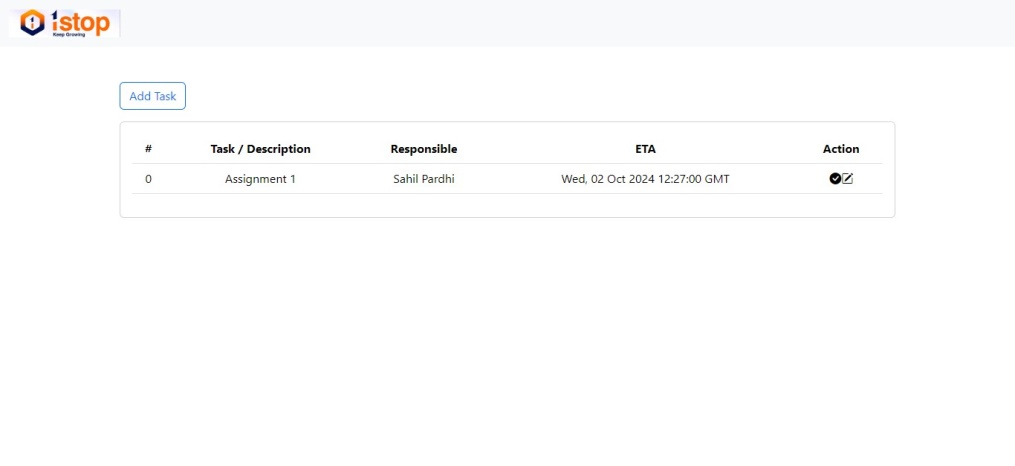 1stop
Keep Growing
Add Task
# Task / Description Responsible ETA Action
0 Assignment 1 Sahil Pardhi Wed, 02 Oct 2024 12:27:00 GMT